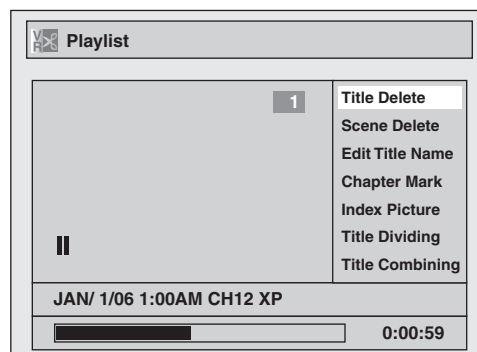 VR Playlist
1
Title Delete
Scene Delete
Edit Title Name
Chapter Mark
Index Picture
Title Dividing
Title Combining
JAN/ 1/06 1:00AM CH12 XP
0:00:59